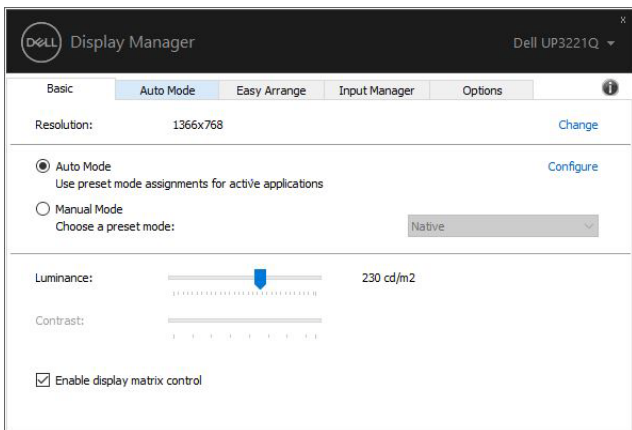 x
DELL Display Manager Dell UP3221Q
Basic Auto Mode Easy Arrange Input Manager Options i
Resolution: 1366x768 Change
Auto Mode Configure
Use preset mode assignments for active applications
Manual Mode
Choose a preset mode: Native
Luminance: 230 cd/m2
Contrast:
Enable display matrix control